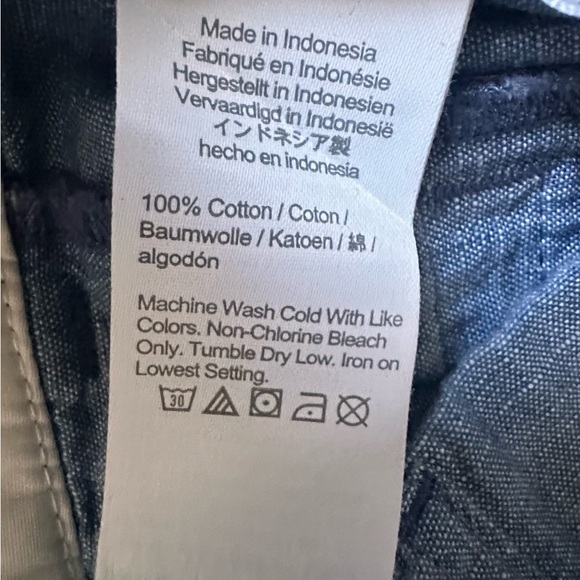 Made in Indonesia
Fabriqué en Indonésie
Hergestellt in Indonesien
Vervaardigd in Indonesië
インドネシア製
hecho en indonesia
100% Cotton / Coton /
Baumwolle / Katoen / 綿 /
algodón
Machine Wash Cold With Like
Colors. Non-Chlorine Bleach
Only. Tumble Dry Low. Iron on
Lowest Setting.
30